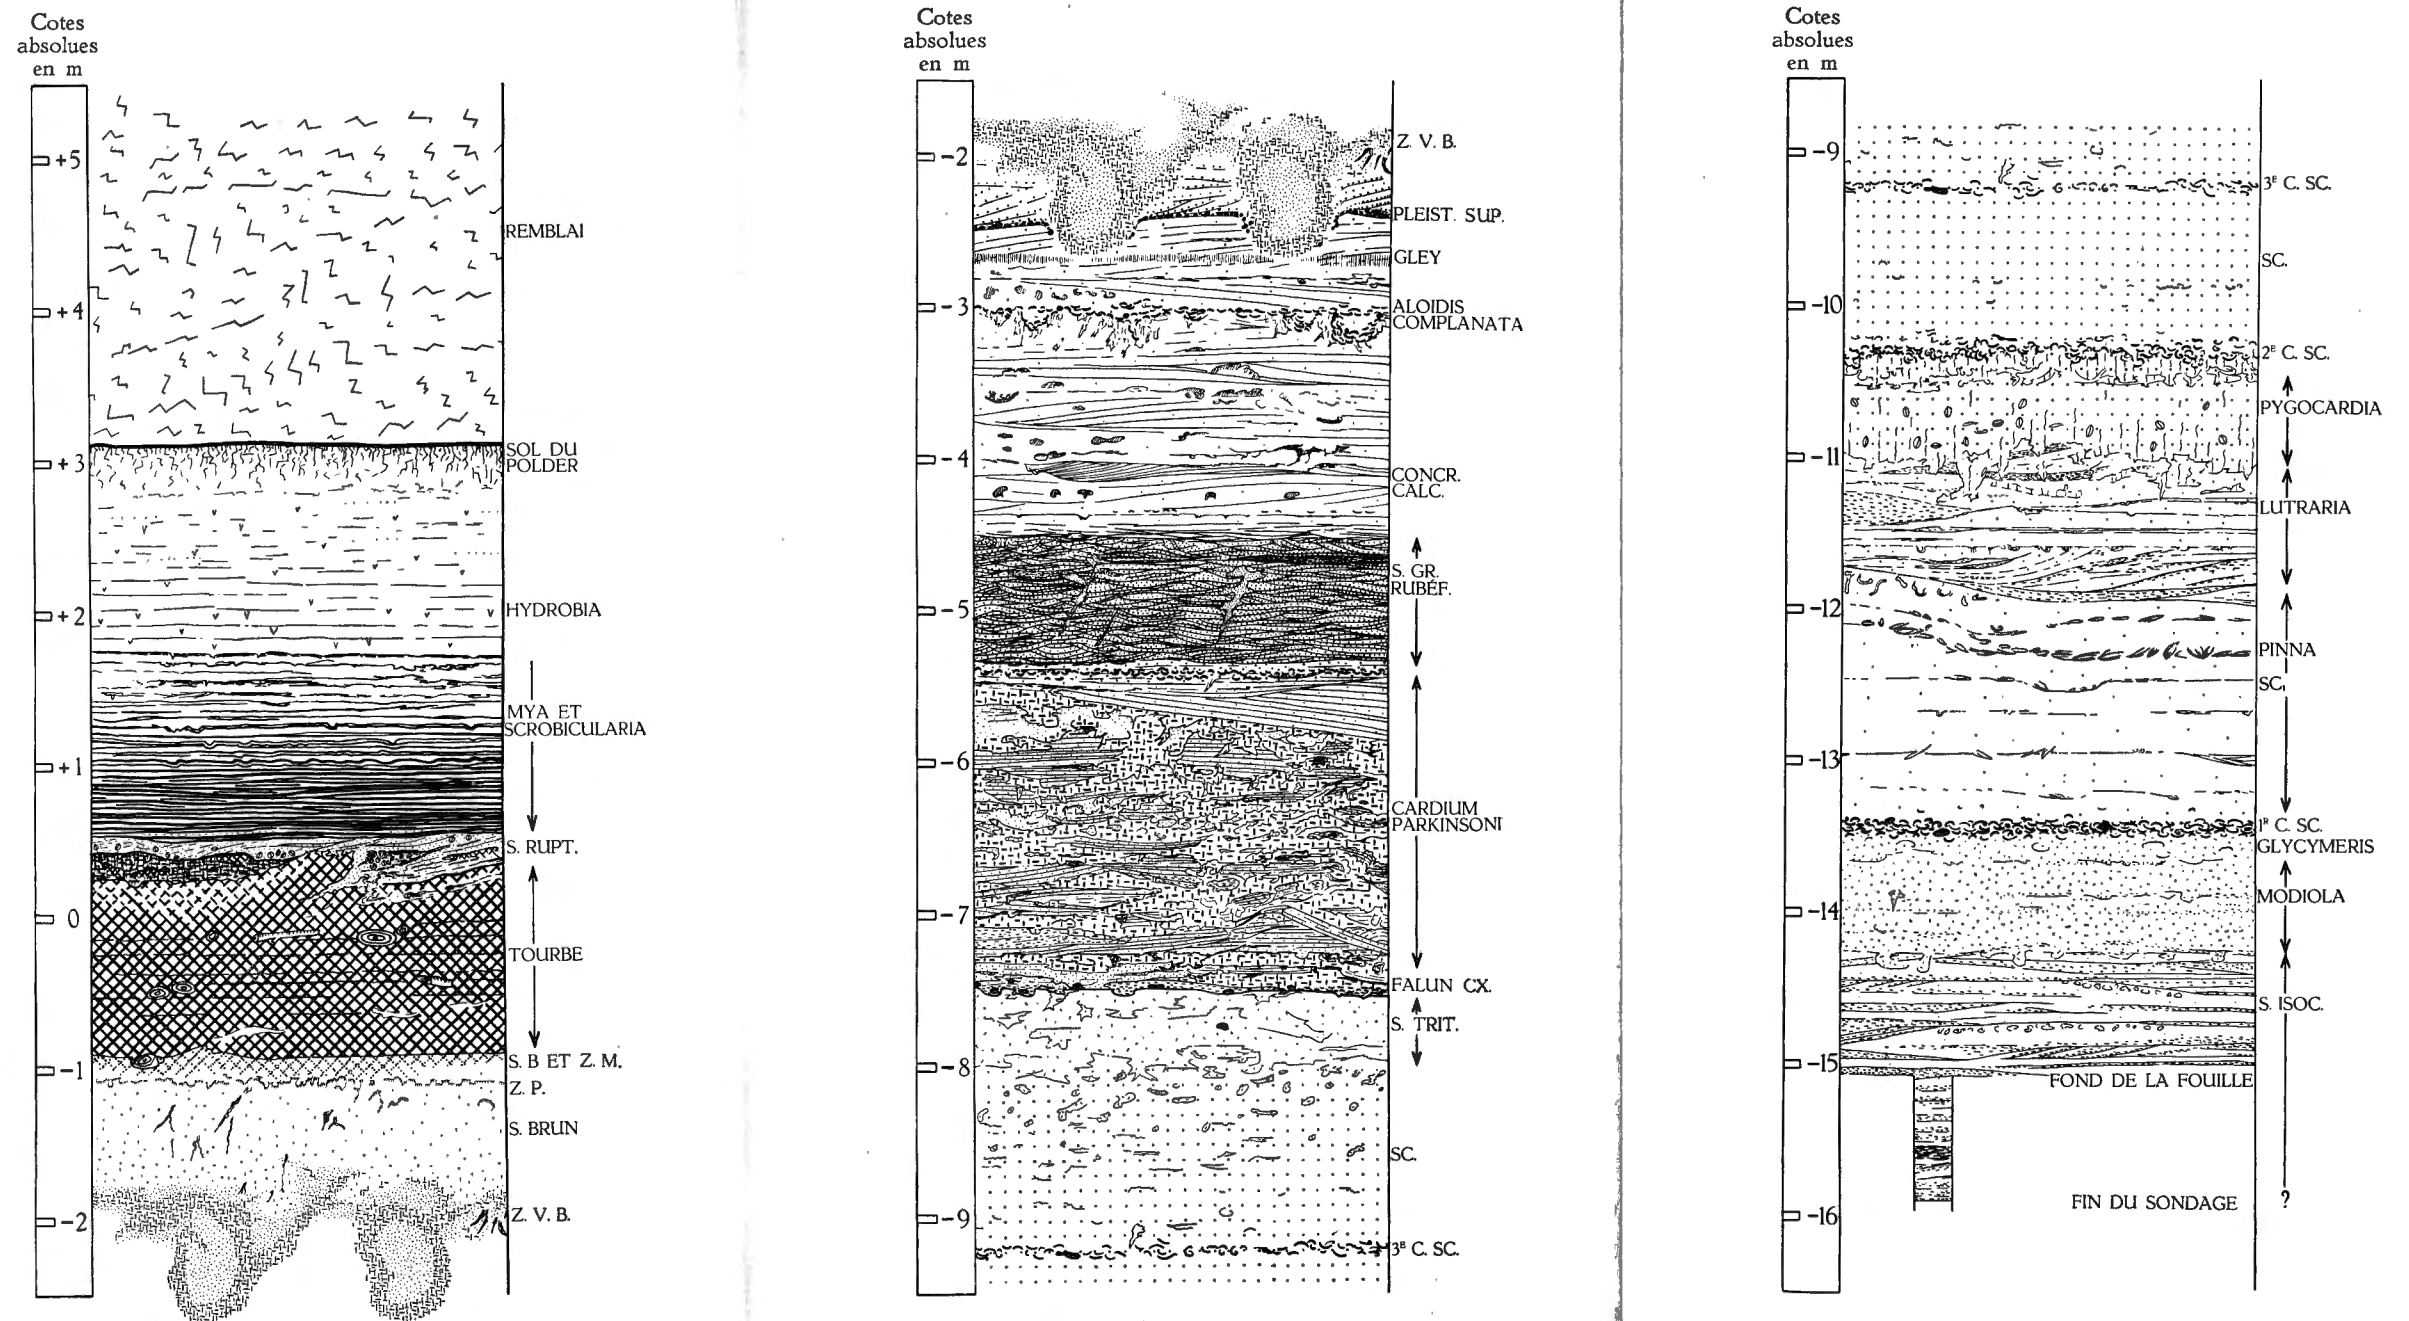 Cotes
absolues
en m
+5
REMBLAI
+4
SOL DU
+3
POLDER
HYDROBIA
+2
MYA ET
SCROBICULARIA
+1
S. RUPT.
0
TOURBE
S. B ET Z. M.
-1
Z. P.
S. BRUN
Z. V. B.
-2
Cotes
absolues
en m
Z. V. B.
-2
PLEIST. SUP.
GLEY
-3
ALOIDIS
COMPLANATA
-4
CONCR.
CALC.
S. GR.
RUBÉF.
-5
-6
CARDIUM
PARKINSONI
-7
FALUN CX.
S. TRIT.
-8
SC.
-9
3E C. SC.
Cotes
absolues
en m
-9
3E C. SC.
SC.
-10
2E C. SC.
PYGOCARDIA
-11
LUTRARIA
-12
PINNA
SC.
-13
1R C. SC.
GLYCYMERIS
MODIOLA
-14
S. ISOC.
-15
FOND DE LA FOUILLE
FIN DU SONDAGE ?
-16